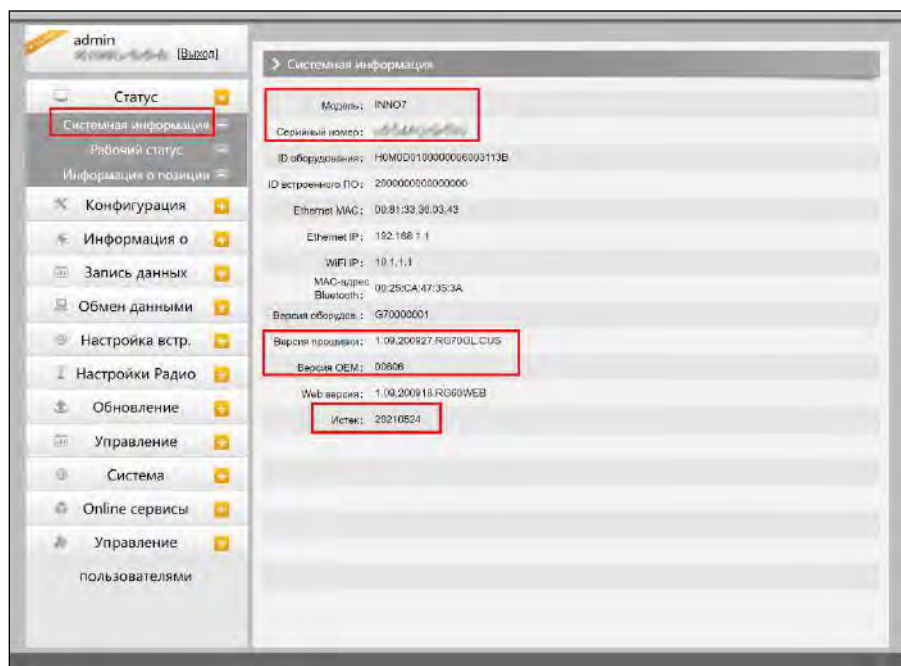 admin
[Выход]
Статус
Системная информация
Рабочий статус
Информация о позиции
Конфигурация
Информация о
Запись данных
Обмен данными
Настройка встр.
Настройки Радио
Обновление
Управление
Система
Online сервисы
Управление
пользователями
Системная информация
Модель: INNO7
Серийный номер:
ID оборудования: H0M0D0100000006003113B
ID встроенного ПО: 2000000000000000
Ethernet MAC: 00:81:33:36:03:43
Ethernet IP: 192.168.1.1
WiFi IP: 10.1.1.1
MAC-адрес
Bluetooth: 00:25:CA:47:35:3A
Версия оборудов.: G70000001
Версия прошивки: 1.09.200927.RG70GL.CUS
Версия OEM: 00606
Web версия: 1.09.200918.RG60WEB
Истек: 20210524